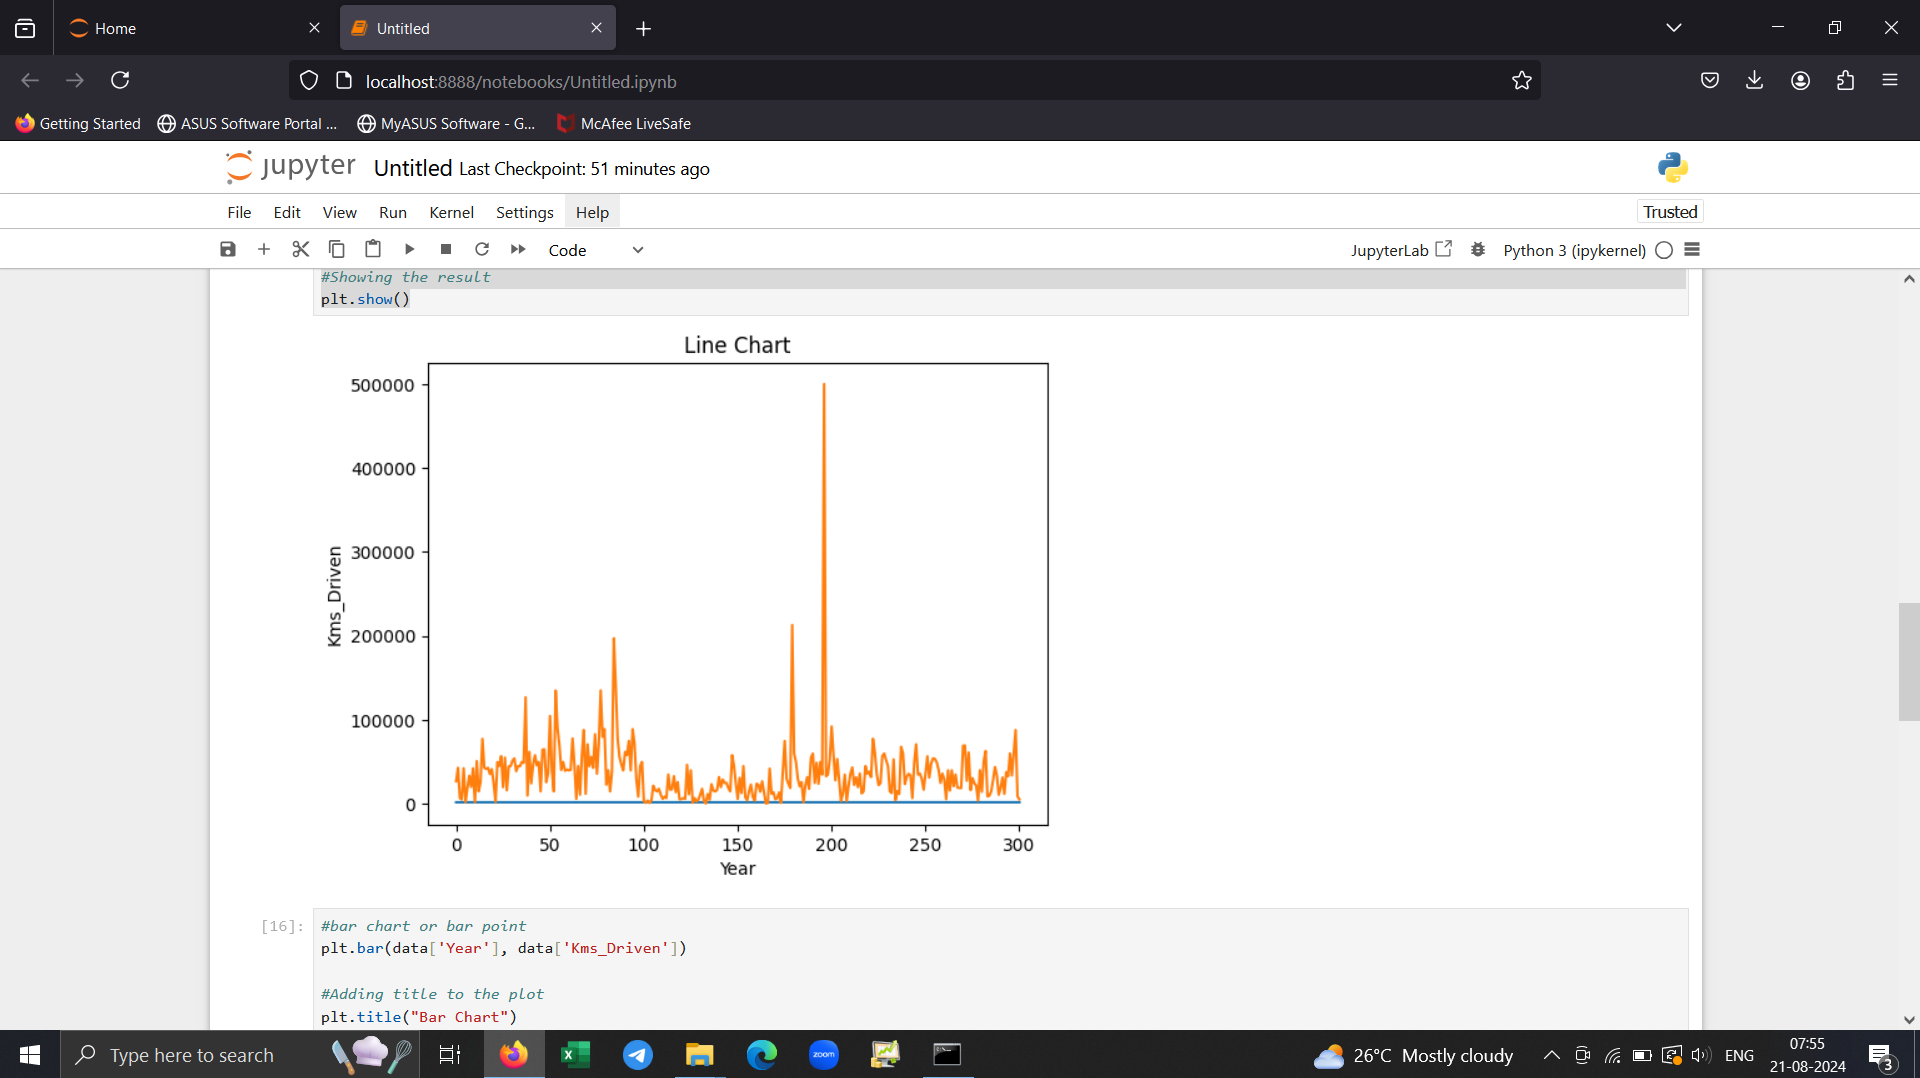 Home
Untitled
localhost:8888/notebooks/Untitled.ipynb
Getting Started
ASUS Software Portal ...
MyASUS Software - G...
McAfee LiveSafe
jupyter
Untitled Last Checkpoint: 51 minutes ago
File Edit View Run Kernel Settings Help
Trusted
Code
JupyterLab
Python 3 (ipykernel)
#Showing the result
plt.show()
Line Chart
500000
400000
300000
200000
100000
0
Kms_Driven
0 50 100 150 200 250 300
Year
[16]:
#bar chart or bar point
plt.bar(data['Year'], data['Kms_Driven'])
#Adding title to the plot
plt.title("Bar Chart")
Type here to search
zoom
26°C Mostly cloudy
ENG
07:55
21-08-2024
3